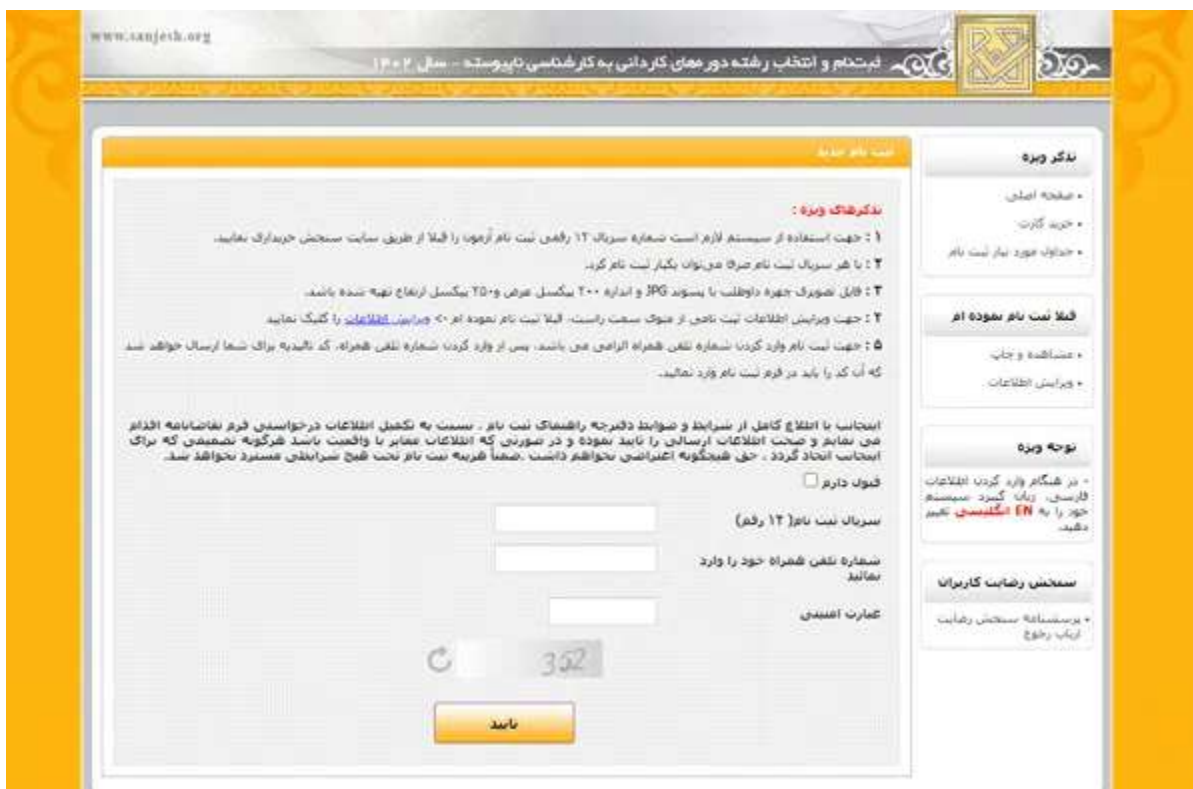 www.sanjesh.org
ثبت‌نام و انتخاب رشته دوره‌های کاردانی به کارشناسی ناپیوسته - سال ۱۴۰۲
تذکر ویژه
صفحه اصلی
خرید کارت
جداول مورد نیاز ثبت نام
قبلا ثبت نام نموده ام
مشاهده و چاپ
ویرایش اطلاعات
توجه ویژه
- در هنگام وارد کردن اطلاعات
فارسی، زبان کیبرد سیستم
خود را به EN انگلیسی تغییر
دهید.
سنجش رضایت کاربران
پرسشنامه سنجش رضایت
ارباب رجوع
ثبت نام جدید
تذکرهای ویژه :
۱ : جهت استفاده از سیستم لازم است شماره سریال ۱۲ رقمی ثبت نام آزمون را قبلا از طریق سایت سنجش خریداری نمایید.
۲ : با هر سریال ثبت نام صرفا می‌توان یکبار ثبت نام کرد.
۳ : فایل تصویری چهره داوطلب با پسوند JPG و اندازه ۲۰۰ پیکسل عرض و۲۵۰ پیکسل ارتفاع تهیه شده باشد.
۴ : جهت ویرایش اطلاعات ثبت نامی از منوی سمت راست، قبلا ثبت نام نموده ام -> ویرایش اطلاعات را کلیک نمایید
۵ : جهت ثبت نام وارد کردن شماره تلفن همراه الزامی می باشد. پس از وارد کردن شماره تلفن همراه، کد تائیدیه برای شما ارسال خواهد شد
که آن کد را باید در فرم ثبت نام وارد نمائید.
اینجانب با اطلاع کامل از شرایط و ضوابط دفترچه راهنمای ثبت نام ، نسبت به تکمیل اطلاعات درخواستی فرم تقاضانامه اقدام
می نمایم و صحت اطلاعات ارسالی را تایید نموده و در صورتی که اطلاعات مغایر با واقعیت باشد هرگونه تصمیمی که برای
اینجانب اتخاذ گردد ، حق هیچگونه اعتراضی نخواهم داشت .ضمناً هزینه ثبت نام تحت هیچ شرایطی مسترد نخواهد شد.
قبول دارم
سریال ثبت نام( ۱۲ رقم)
شماره تلفن همراه خود را وارد
نمائید
عبارت امنیتی
352
تایید